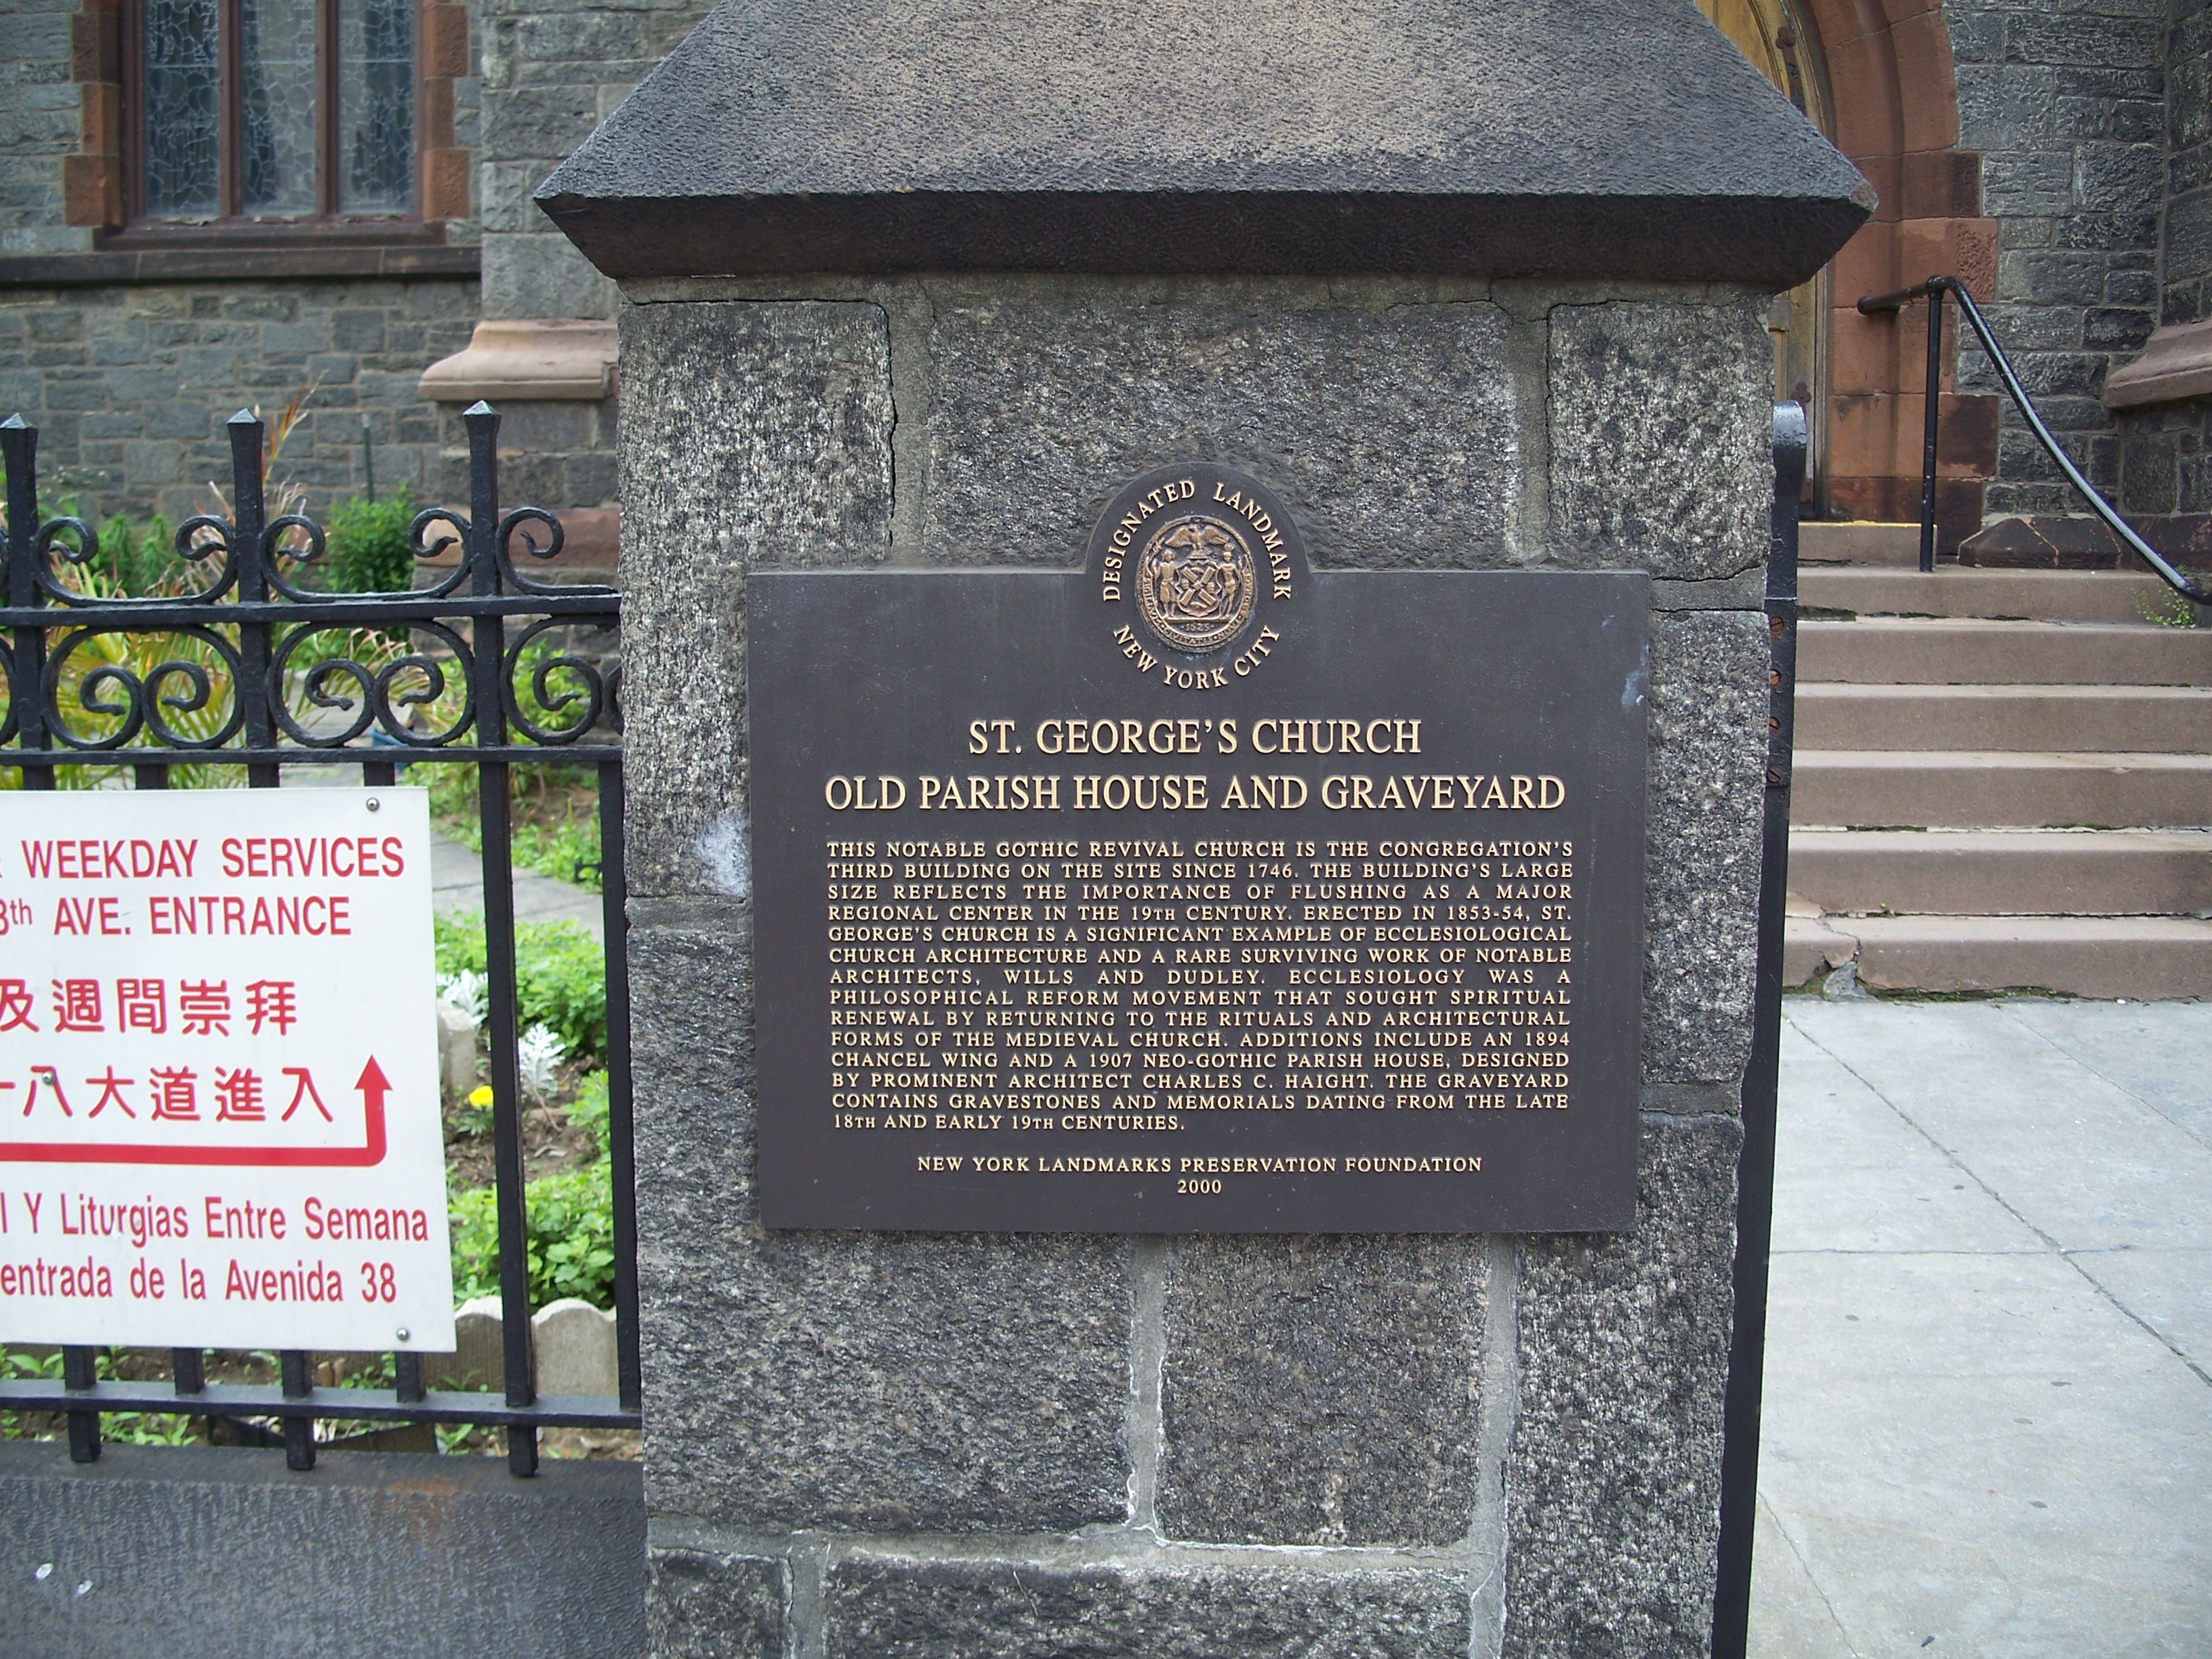 WEEKDAY SERVICES
AVE. ENTRANCE
及週間崇拜
八大道進入
Y Liturgias Entre Semana
entrada de la Avenida 38
DESIGNATED LANDMARK
NEW YORK CITY
1625
ST. GEORGE'S CHURCH
OLD PARISH HOUSE AND GRAVEYARD
THIS NOTABLE GOTHIC REVIVAL CHURCH IS THE CONGREGATION'S
THIRD BUILDING ON THE SITE SINCE 1746. THE BUILDING'S LARGE
SIZE REFLECTS THE IMPORTANCE OF FLUSHING AS A MAJOR
REGIONAL CENTER IN THE 19TH CENTURY. ERECTED IN 1853-54, ST.
GEORGE'S CHURCH IS A SIGNIFICANT EXAMPLE OF ECCLESIOLOGICAL
CHURCH ARCHITECTURE AND A RARE SURVIVING WORK OF NOTABLE
ARCHITECTS, WILLS AND DUDLEY. ECCLESIOLOGY WAS A
PHILOSOPHICAL REFORM MOVEMENT THAT SOUGHT SPIRITUAL
RENEWAL BY RETURNING TO THE RITUALS AND ARCHITECTURAL
FORMS OF THE MEDIEVAL CHURCH. ADDITIONS INCLUDE AN 1894
CHANCEL WING AND A 1907 NEO-GOTHIC PARISH HOUSE, DESIGNED
BY PROMINENT ARCHITECT CHARLES C. HAIGHT. THE GRAVEYARD
CONTAINS GRAVESTONES AND MEMORIALS DATING FROM THE LATE
18TH AND EARLY 19TH CENTURIES.
NEW YORK LANDMARKS PRESERVATION FOUNDATION
2000